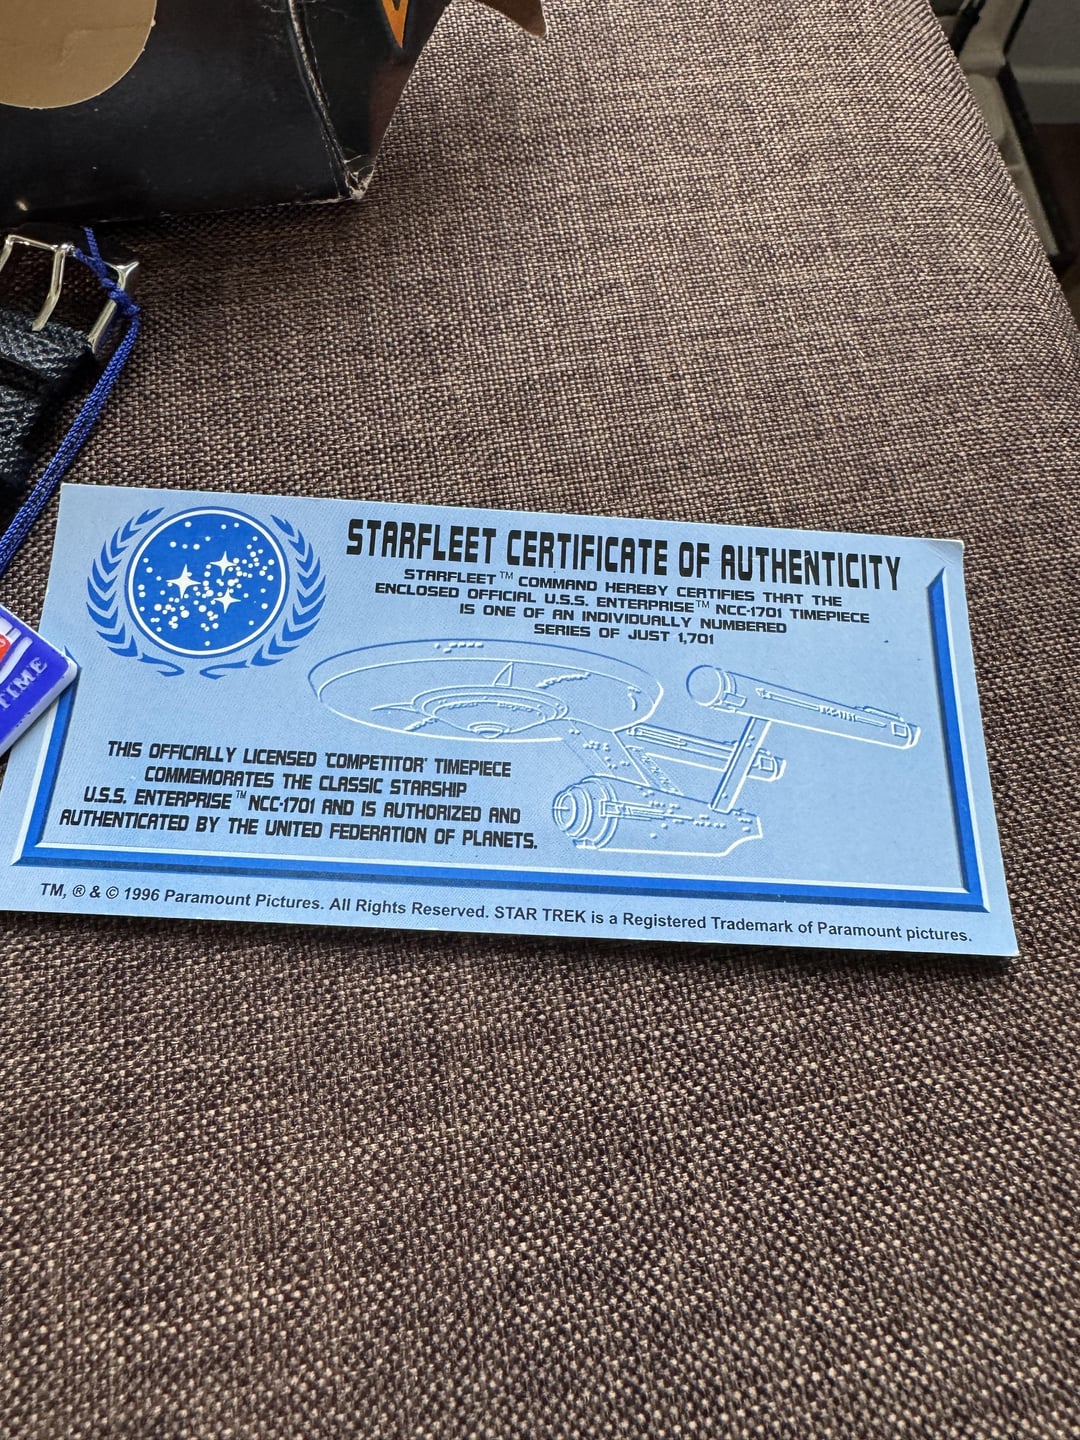 STARFLEET CERTIFICATE OF AUTHENTICITY
STARFLEET™ COMMAND HEREBY CERTIFIES THAT THE
ENCLOSED OFFICIAL U.S.S. ENTERPRISE™ NCC-1701 TIMEPIECE
IS ONE OF AN INDIVIDUALLY NUMBERED
SERIES OF JUST 1,701
NCC-1701
THIS OFFICIALLY LICENSED 'COMPETITOR' TIMEPIECE
COMMEMORATES THE CLASSIC STARSHIP
U.S.S. ENTERPRISE™ NCC-1701 AND IS AUTHORIZED AND
AUTHENTICATED BY THE UNITED FEDERATION OF PLANETS.
TM, ® & © 1996 Paramount Pictures. All Rights Reserved. STAR TREK is a Registered Trademark of Paramount pictures.
TIME